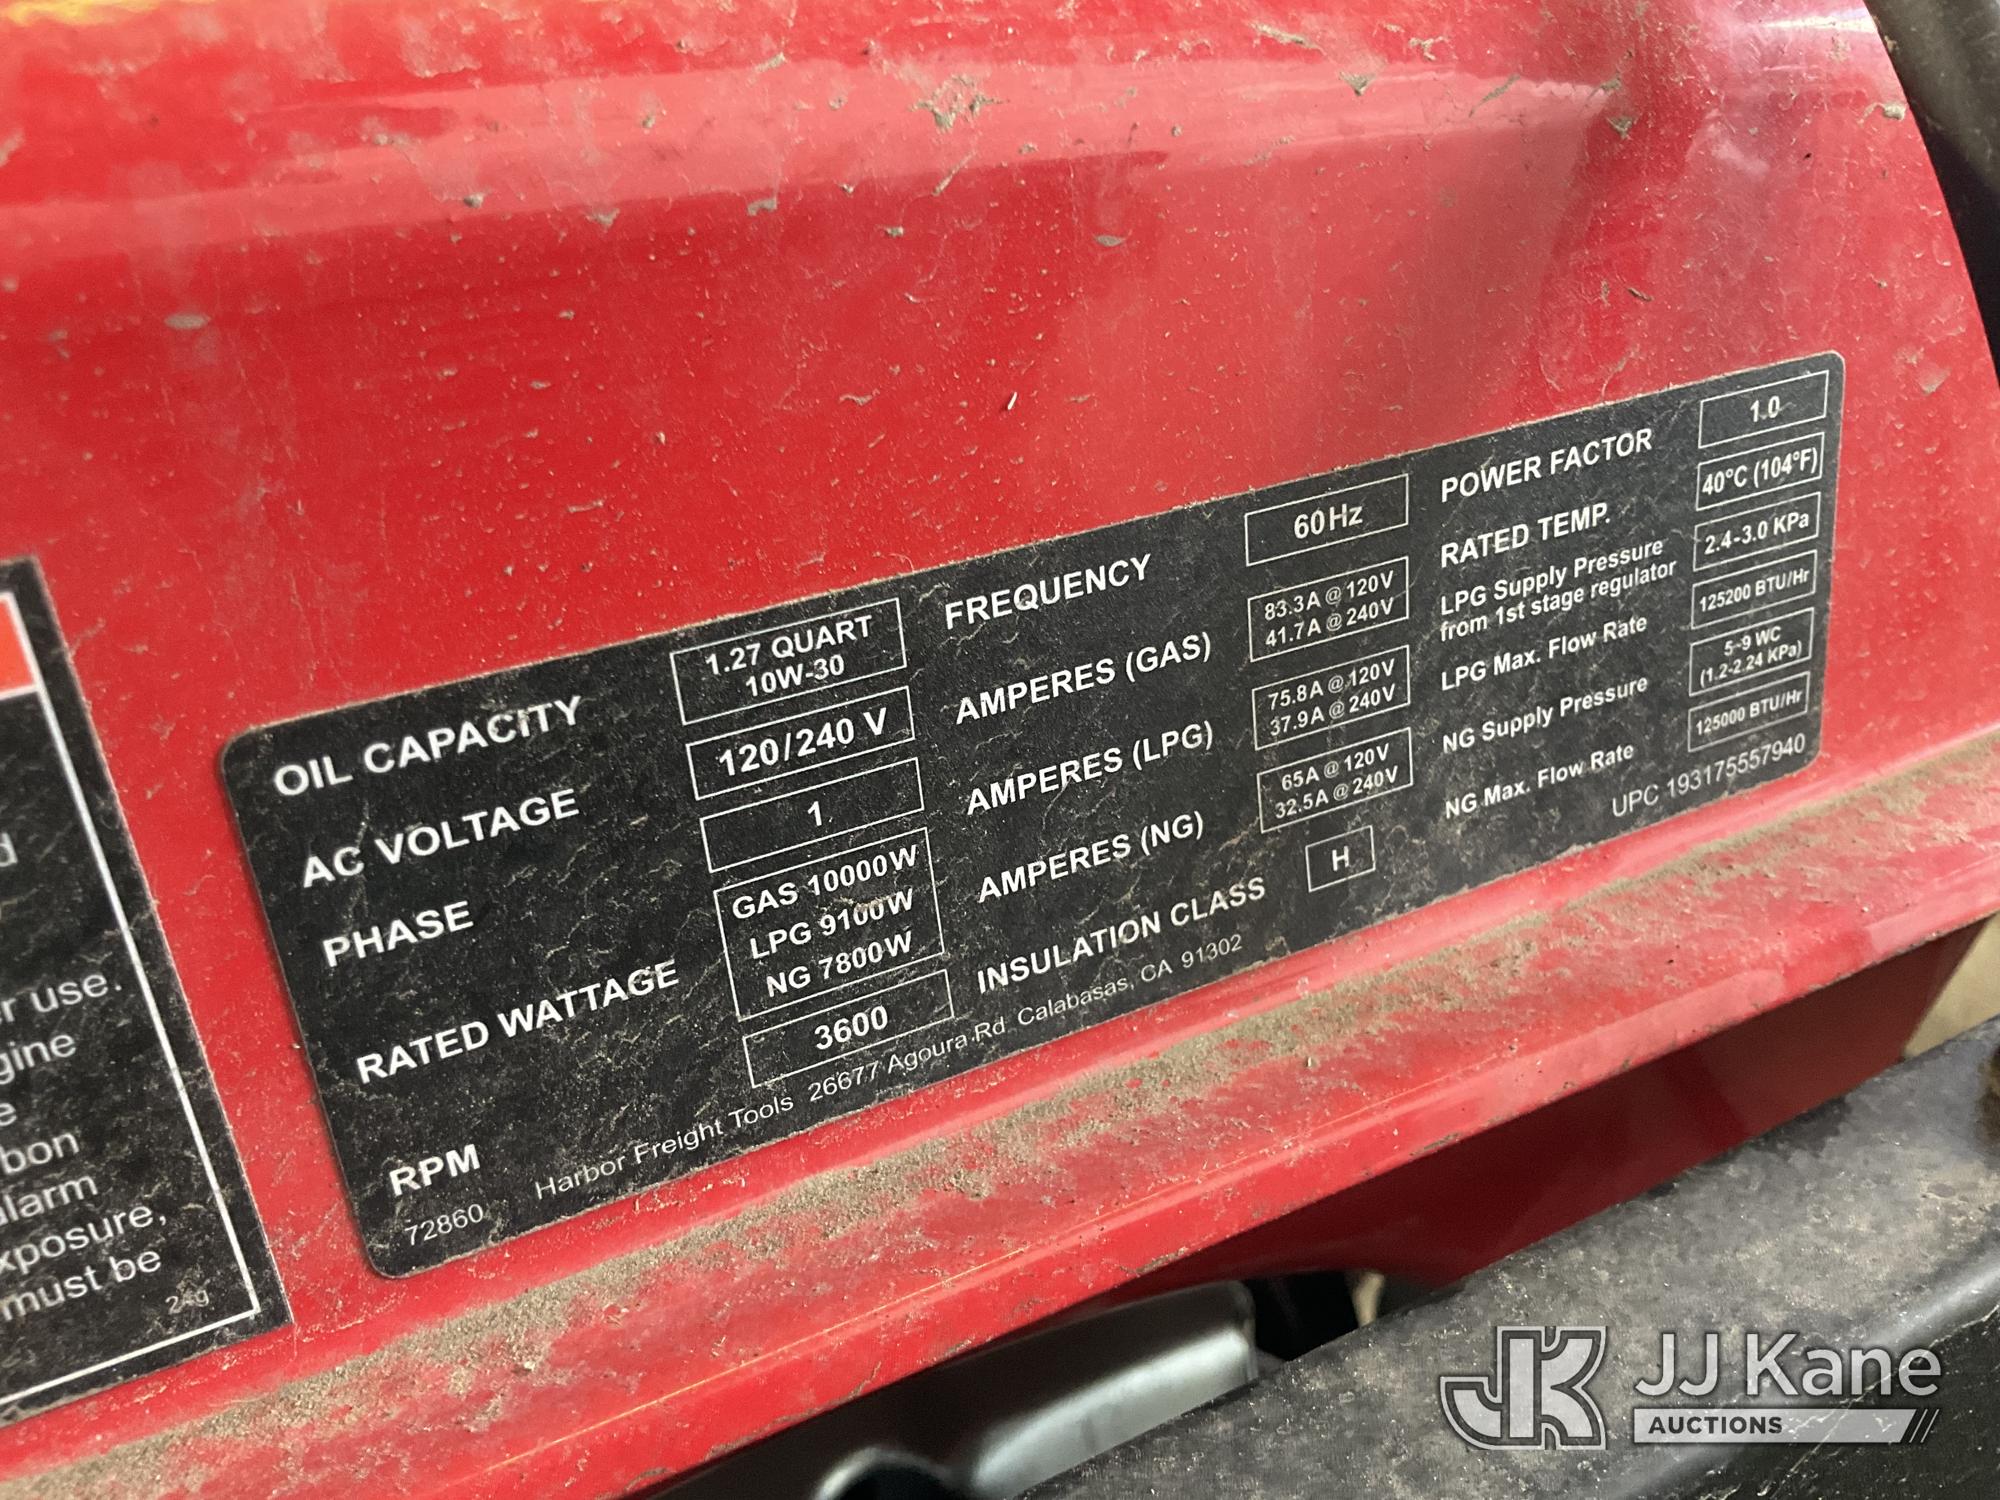 d
r use.
gine
e
bon
alarm
xposure,
must be
OIL CAPACITY
1.27 QUART
10W-30
AC VOLTAGE
120/240 V
PHASE
1
RATED WATTAGE
GAS 10000W
LPG 9100W
NG 7800W
RPM
3600
FREQUENCY
60Hz
AMPERES (GAS)
83.3A@120V
41.7A@240V
AMPERES (LPG)
75.8A@120V
37.9A@240V
AMPERES (NG)
65A@120V
32.5A@240V
INSULATION CLASS
H
POWER FACTOR
1.0
RATED TEMP.
40°C (104°F)
LPG Supply Pressure
from 1st stage regulator
2.4-3.0 KPa
LPG Max. Flow Rate
125200 BTU/Hr
NG Supply Pressure
5-9 WC
(1.2-2.24 KPa)
NG Max. Flow Rate
125000 BTU/Hr
72860
Harbor Freight Tools 26677 Agoura Rd Calabasas, CA 91302
UPC 193175557940
JK
JJ Kane
AUCTIONS